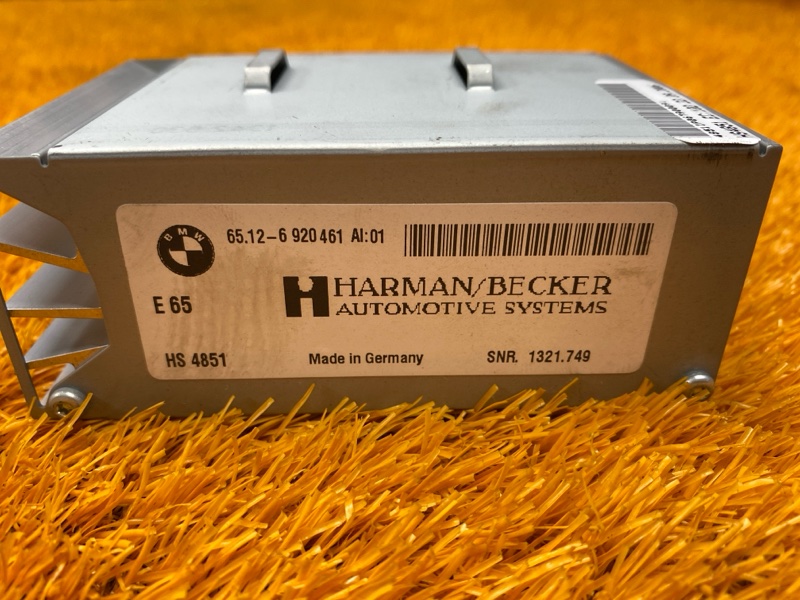 BMW
65.12-6 920 461 AI:01
E 65
HARMAN/BECKER
AUTOMOTIVE SYSTEMS
HS 4851
Made in Germany
SNR. 1321.749